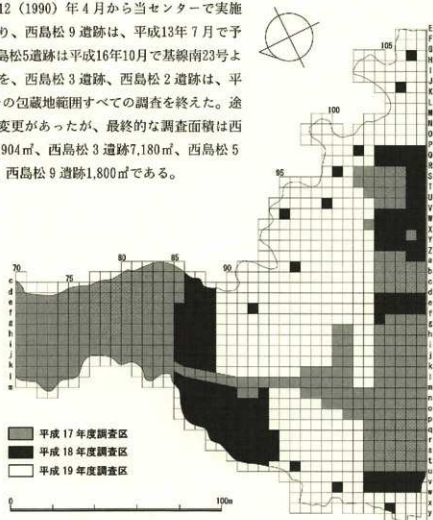 12（1990）年４月から当センターで実施
り、西島松９遺跡は、平成13年７月で予
島松5遺跡は平成16年10月で基線南23号よ
を、西島松３遺跡、西島松２遺跡は、平
の包蔵地範囲すべての調査を終えた。途
変更があったが、最終的な調査面積は西
904㎡、西島松３遺跡7,180㎡、西島松５
西島松９遺跡1,800㎡である。
105
100
95
90
85
80
75
70
c
d
e
f
g
h
i
j
k
l
m
E
F
G
H
I
J
K
L
M
N
O
P
Q
R
S
T
U
V
W
X
Y
Z
a
b
c
d
e
f
g
h
i
j
k
l
m
n
o
p
q
r
s
t
u
v
w
x
y
平成17年度調査区
平成18年度調査区
平成19年度調査区
0
100m